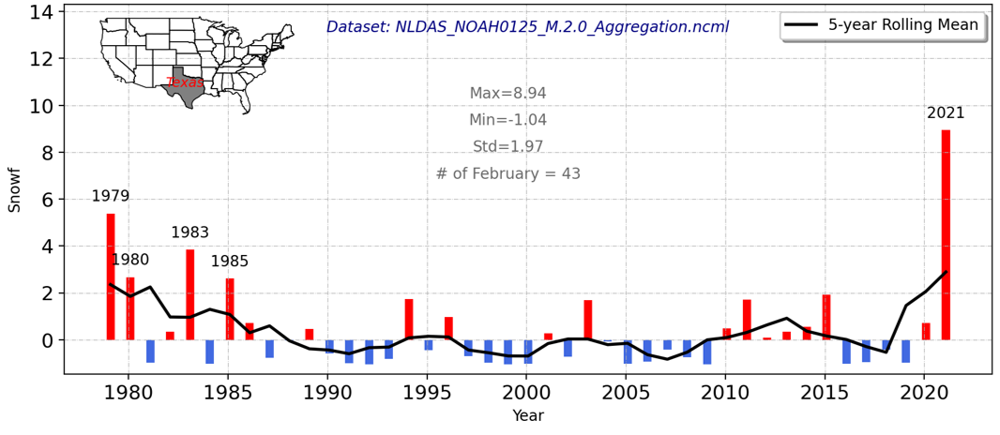 Dataset: NLDAS_NOAH0125_M.2.0_Aggregation.ncml
5-year Rolling Mean
Texas
Max=8.94
Min=-1.04
Std=1.97
# of February = 43
1979
1980
1983
1985
2021
14
12
10
8
6
4
2
0
Snowf
1980
1985
1990
1995
2000
2005
2010
2015
2020
Year